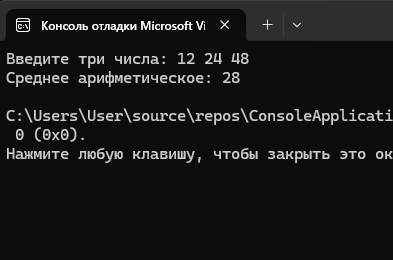 Консоль отладки Microsoft Vi
Введите три числа: 12 24 48
Среднее арифметическое: 28
C:\Users\User\source\repos\ConsoleApplicati
0 (0x0).
Нажмите любую клавишу, чтобы закрыть это ок